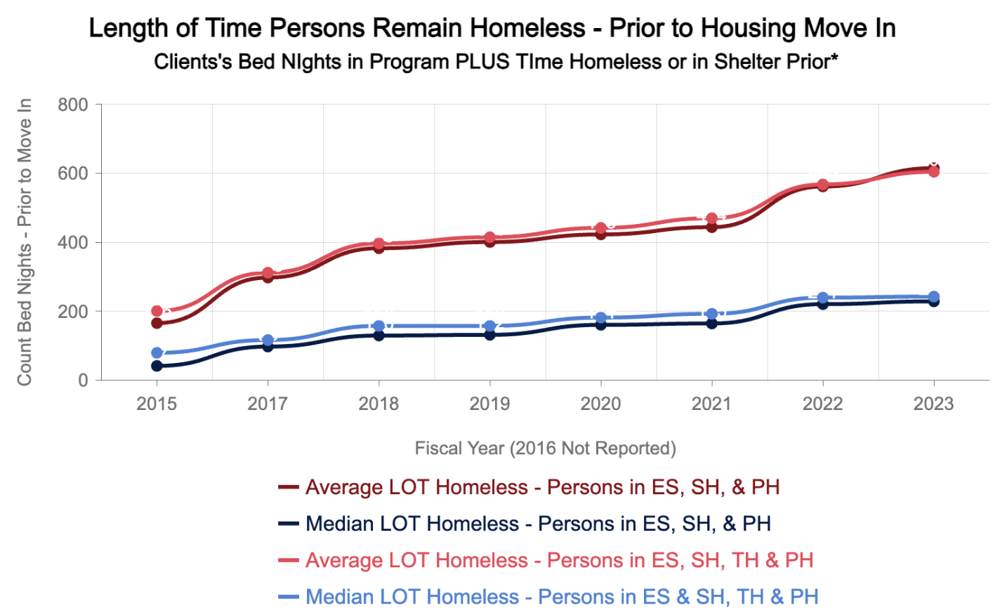 Length of Time Persons Remain Homeless - Prior to Housing Move In
Clients's Bed NIghts in Program PLUS TIme Homeless or in Shelter Prior*
Count Bed Nights - Prior to Move In
800
600
400
200
0
2015 2017 2018 2019 2020 2021 2022 2023
Fiscal Year (2016 Not Reported)
Average LOT Homeless - Persons in ES, SH, & PH
Median LOT Homeless - Persons in ES, SH, & PH
Average LOT Homeless - Persons in ES, SH, TH & PH
Median LOT Homeless - Persons in ES & SH, TH & PH